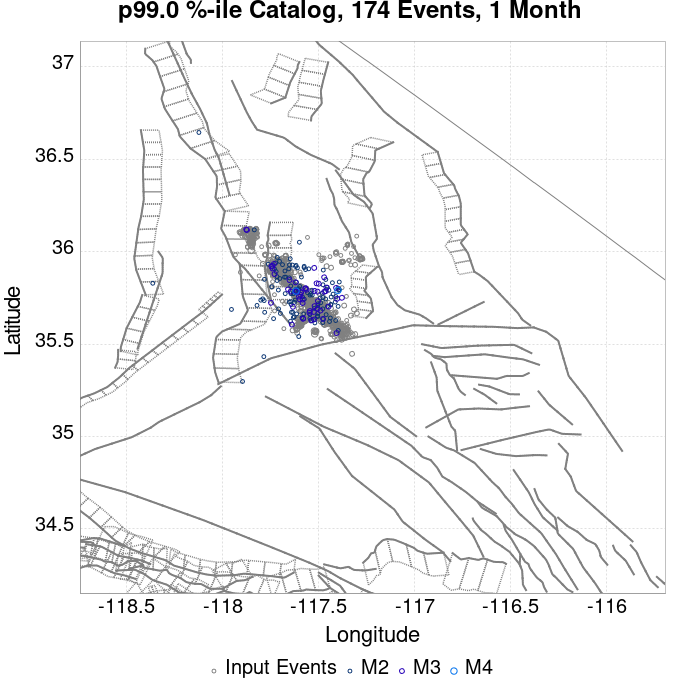 p99.0 %-ile Catalog, 174 Events, 1 Month
37
36.5
36
35.5
35
34.5
Latitude
-118.5 -118 -117.5 -117 -116.5 -116
Longitude
Input Events M2 M3 M4